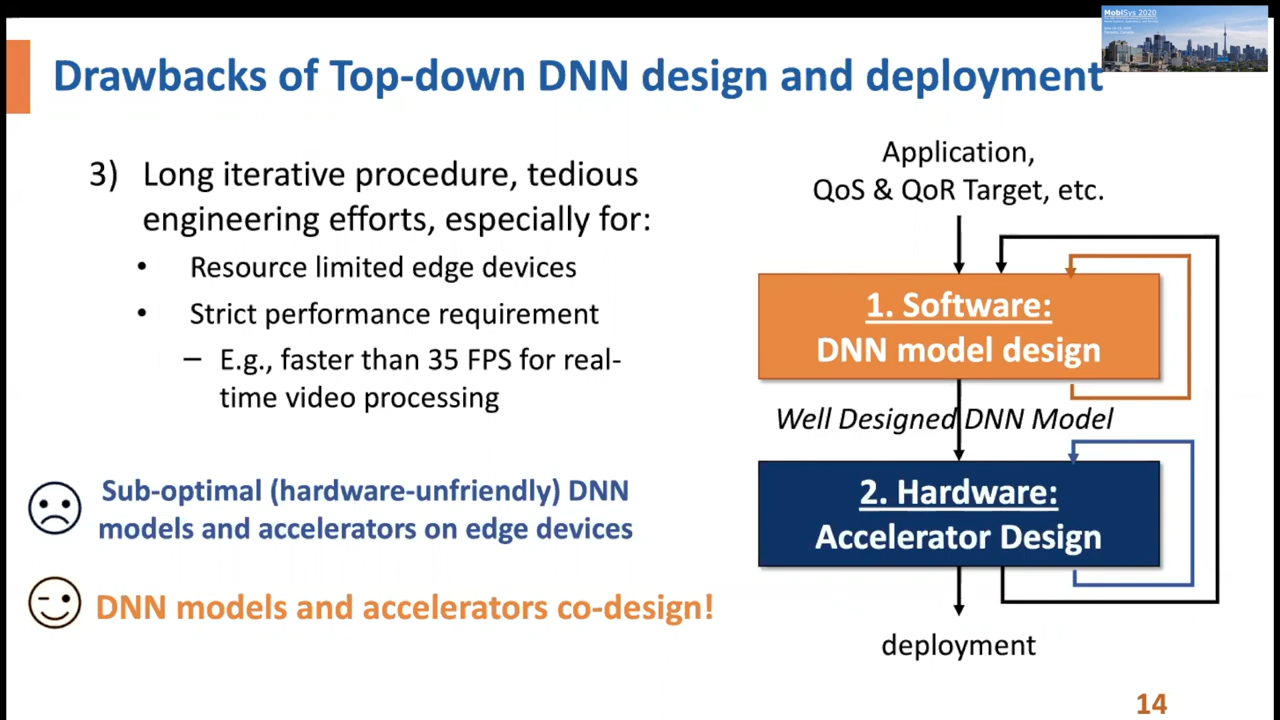 MobiSys 2020
Drawbacks of Top-down DNN design and deployment
3) Long iterative procedure, tedious
engineering efforts, especially for:
• Resource limited edge devices
• Strict performance requirement
– E.g., faster than 35 FPS for real-
time video processing
Sub-optimal (hardware-unfriendly) DNN
models and accelerators on edge devices
DNN models and accelerators co-design!
Application,
QoS & QoR Target, etc.
1. Software:
DNN model design
Well Designed DNN Model
2. Hardware:
Accelerator Design
deployment
14